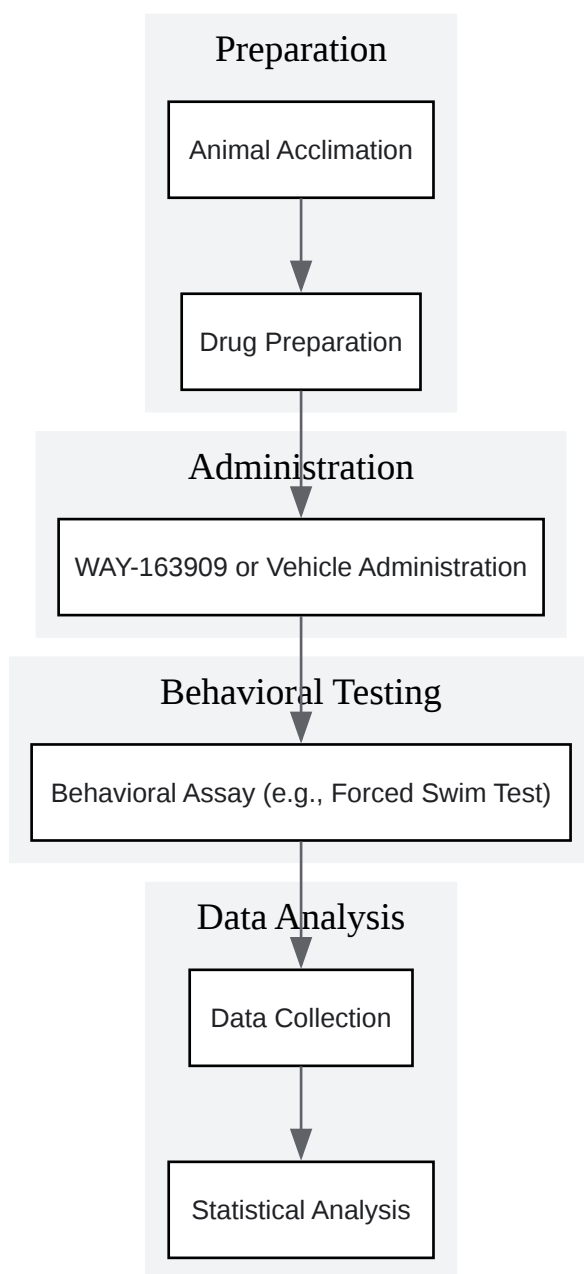 Preparation
Animal Acclimation
Drug Preparation
Administration
WAY-163909 or Vehicle Administration
Behavioral Testing
Behavioral Assay (e.g., Forced Swim Test)
Data Analysis
Data Collection
Statistical Analysis